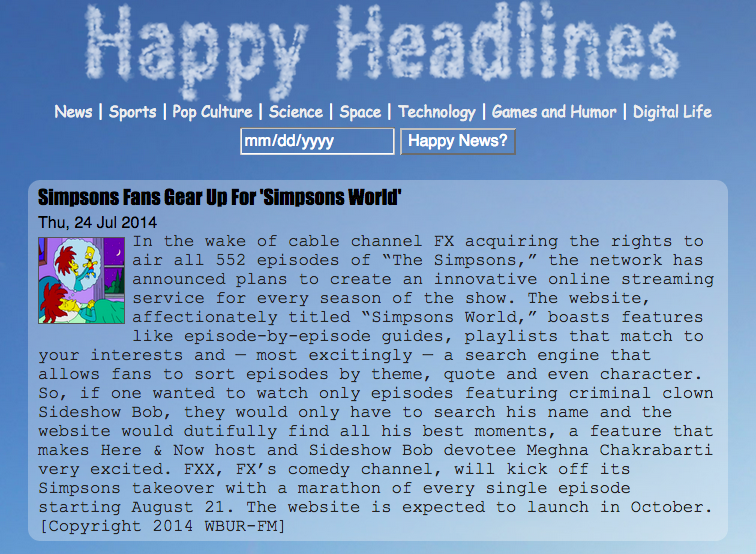 Happy Headlines
News | Sports | Pop Culture | Science | Space | Technology | Games and Humor | Digital Life
mm/dd/yyyy Happy News?
Simpsons Fans Gear Up For 'Simpsons World'
Thu, 24 Jul 2014
In the wake of cable channel FX acquiring the rights to
air all 552 episodes of “The Simpsons,” the network has
announced plans to create an innovative online streaming
service for every season of the show. The website,
affectionately titled “Simpsons World,” boasts features
like episode-by-episode guides, playlists that match to
your interests and — most excitingly — a search engine that
allows fans to sort episodes by theme, quote and even character.
So, if one wanted to watch only episodes featuring criminal clown
Sideshow Bob, they would only have to search his name and the
website would dutifully find all his best moments, a feature that
makes Here & Now host and Sideshow Bob devotee Meghna Chakrabarti
very excited. FXX, FX’s comedy channel, will kick off its
Simpsons takeover with a marathon of every single episode
starting August 21. The website is expected to launch in October.
[Copyright 2014 WBUR-FM]